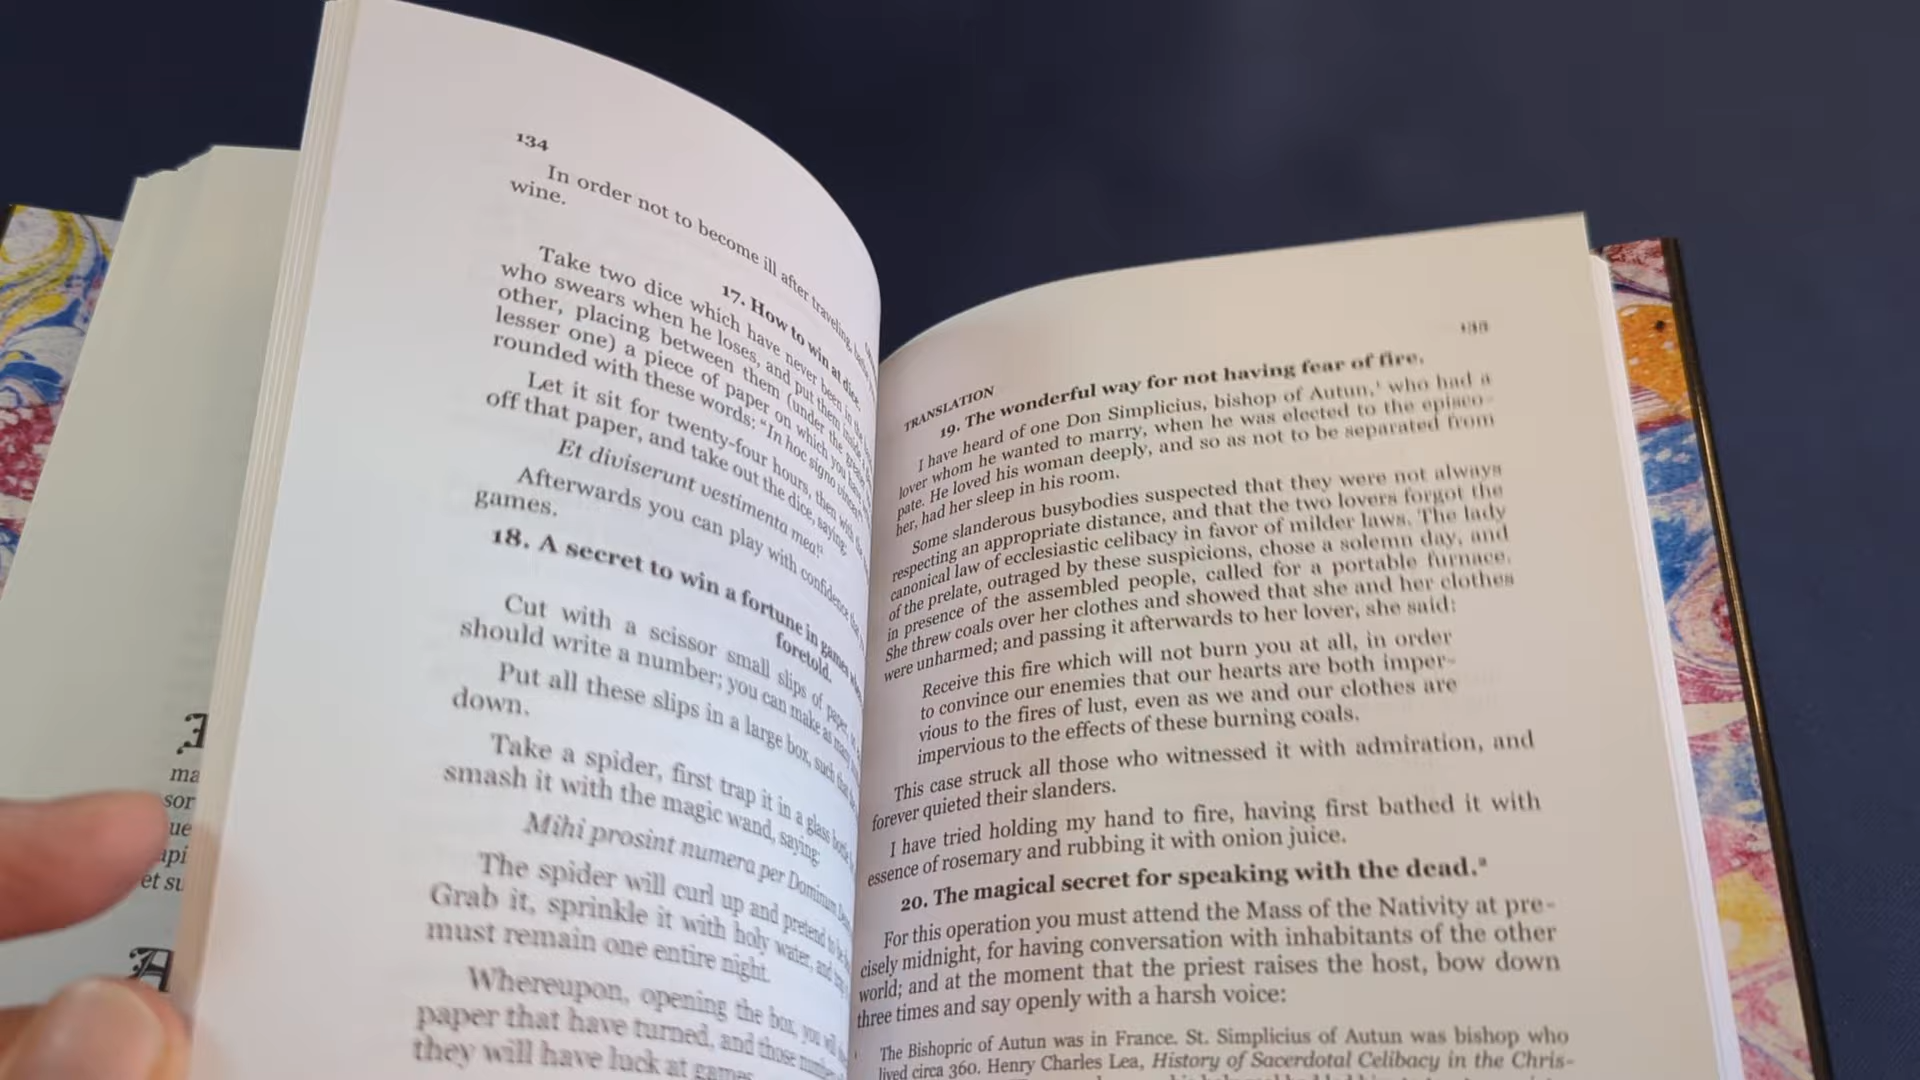 ma
sor
ue
api
et su
134
In order not to become ill after traveling,
wine.
17. How to win at dice.
Take two dice which have never been in the
who swears when he loses, and put them inside
other, placing between them (under the greater
lesser one) a piece of paper on which you have
rounded with these words: "In hoc signo vinces
Let it sit for twenty-four hours, then with the
off that paper, and take out the dice, saying:
Et diviserunt vestimenta mea!
Afterwards you can play with confidence
games.
18. A secret to win a fortune in games
foretold.
Cut with a scissor small slips of paper,
should write a number; you can make as many
Put all these slips in a large box, such that
down.
Take a spider, first trap it in a glass bottle
smash it with the magic wand, saying:
Mihi prosint numera per Dominum
The spider will curl up and pretend to be
Grab it, sprinkle it with holy water, and
must remain one entire night.
Whereupon, opening the box, you will
paper that have turned, and those numbers
they will have luck at games
TRANSLATION
19. The wonderful way for not having fear of fire.
I have heard of one Don Simplicius, bishop of Autun,¹ who had a
lover whom he wanted to marry, when he was elected to the episco-
pate. He loved his woman deeply, and so as not to be separated from
her, had her sleep in his room.
Some slanderous busybodies suspected that they were not always
respecting an appropriate distance, and that the two lovers forgot the
canonical law of ecclesiastic celibacy in favor of milder laws. The lady
of the prelate, outraged by these suspicions, chose a solemn day, and
in presence of the assembled people, called for a portable furnace.
She threw coals over her clothes and showed that she and her clothes
were unharmed; and passing it afterwards to her lover, she said:
Receive this fire which will not burn you at all, in order
to convince our enemies that our hearts are both imper-
vious to the fires of lust, even as we and our clothes are
impervious to the effects of these burning coals.
This case struck all those who witnessed it with admiration, and
forever quieted their slanders.
I have tried holding my hand to fire, having first bathed it with
essence of rosemary and rubbing it with onion juice.
20. The magical secret for speaking with the dead.²
For this operation you must attend the Mass of the Nativity at pre-
cisely midnight, for having conversation with inhabitants of the other
world; and at the moment that the priest raises the host, bow down
three times and say openly with a harsh voice:
The Bishopric of Autun was in France. St. Simplicius of Autun was bishop who
lived circa 360. Henry Charles Lea, History of Sacerdotal Celibacy in the Chris-